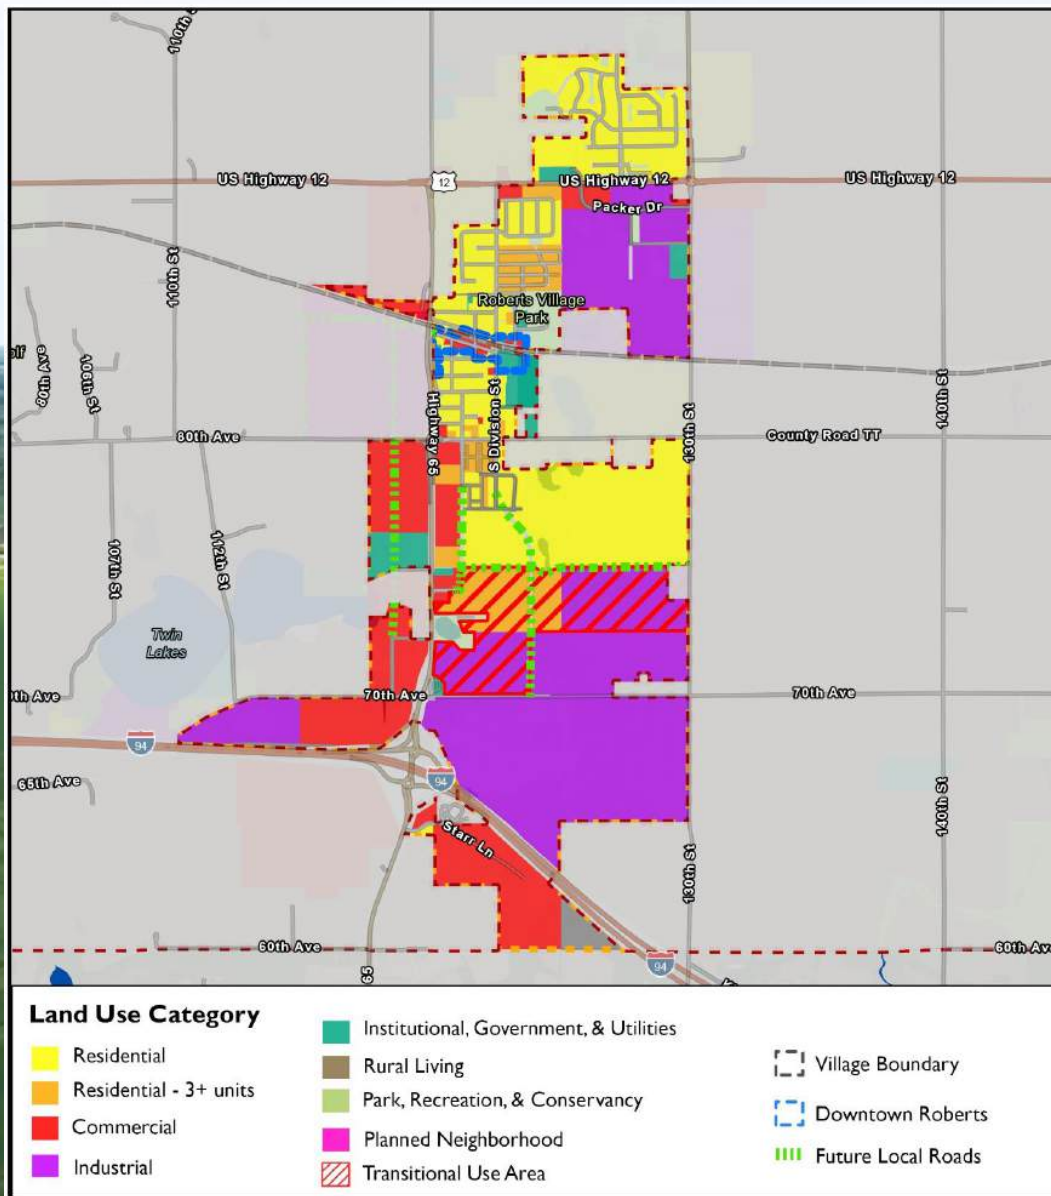 110th S
US Highway 12
12
US Highway 12
US Highway 12
Packer Dr
110th St
Roberts Village
Park
olf
80th Ave
106th St
Highway 65
S Division St
130th St
140th St
80th Ave
County Road TT
107th St
112th St
Twin
Lakes
0th Ave
70th Ave
70th Ave
94
65th Ave
94
Starr Ln
130th St
140th St
60th Ave
60th Ave
65
94
Land Use Category
Residential
Residential - 3+ units
Commercial
Industrial
Institutional, Government, & Utilities
Rural Living
Park, Recreation, & Conservancy
Planned Neighborhood
Transitional Use Area
Village Boundary
Downtown Roberts
Future Local Roads